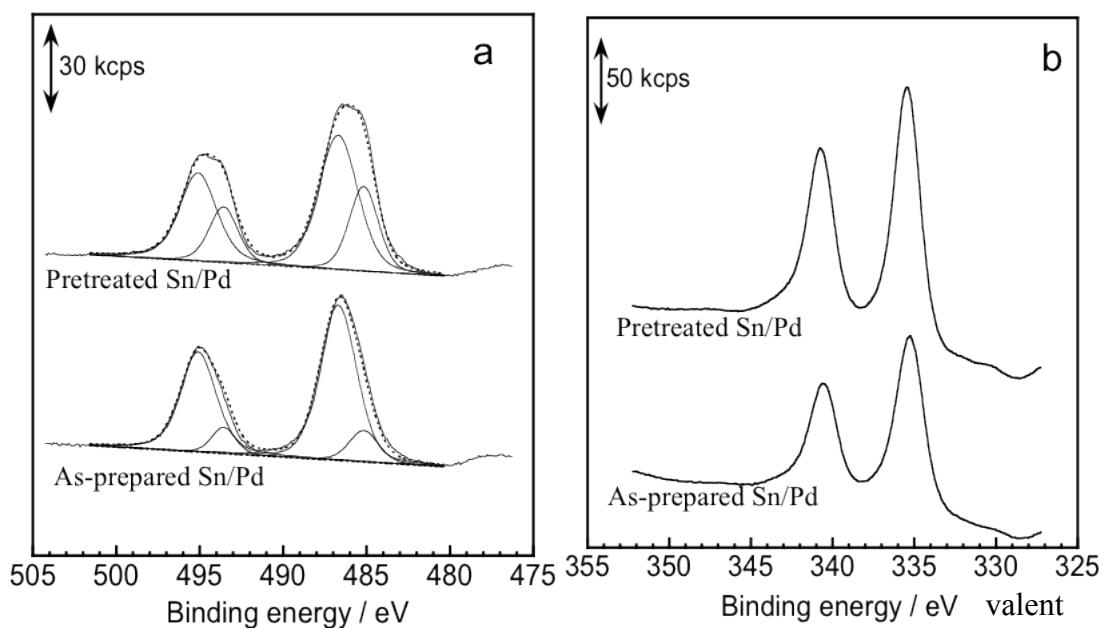 a
30 kcps
Pretreated Sn/Pd
As-prepared Sn/Pd
505 500 495 490 485 480 475
Binding energy / eV
b
50 kcps
Pretreated Sn/Pd
As-prepared Sn/Pd
355 350 345 340 335 330 325
Binding energy / eV valent